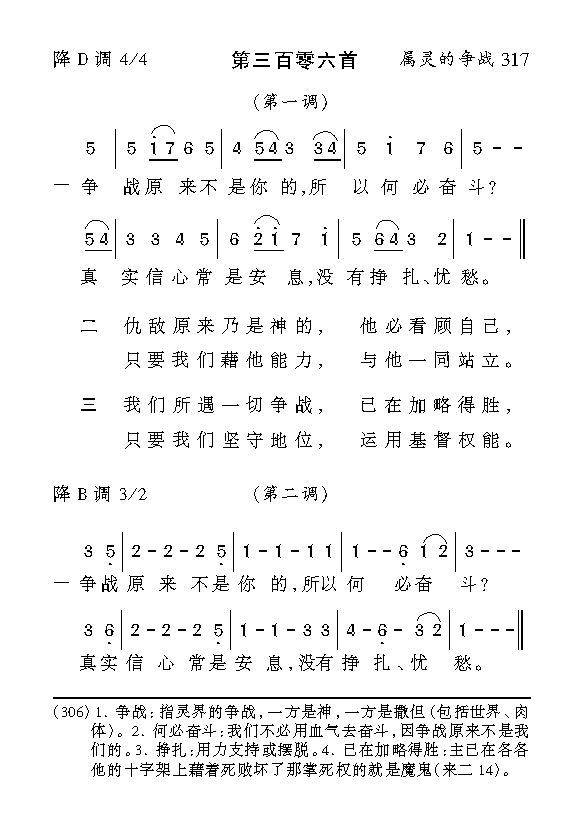 降 D 调 4/4 第三百零六首 属灵的争战 317
(第一调)
5 | 5 i 7 6 5 | 4 5 4 3 3 4 | 5 i 7 6 | 5 - -
一 争 战原 来不 是你 的,所 以 何 必奋 斗?
5 4 | 3 3 4 5 | 6 2 i 7 i | 5 6 4 3 2 | 1 - - ‖
真 实信心常 是安 息,没 有挣 扎、忧 愁。
二 仇敌原来乃是神的, 他必看顾自己,
只要我们藉他能力, 与他一同站立。
三 我们所遇一切争战, 已在加略得胜,
只要我们坚守地位, 运用基督权能。
降 B 调 3/2 (第二调)
3 5 | 2 - 2 - 2 5 | 1 - 1 - 1 1 | 1 - - 6 1 2 | 3 - - -
一 争战 原 来 不是 你 的,所以 何 必奋 斗?
3 6 | 2 - 2 - 2 5 | 1 - 1 - 3 3 | 4 - 6 - 3 2 | 1 - - - ‖
真实 信 心 常是 安 息,没有 挣 扎、忧 愁。
(306) 1. 争战:指灵界的争战,一方是神,一方是撒但(包括世界、肉
体)。2. 何必奋斗:我们不必用血气去奋斗,因争战原来不是我
们的。3. 挣扎:用力支持或摆脱。4. 已在加略得胜:主已在各各
他的十字架上藉着死败坏了那掌死权的就是魔鬼(来二 14)。